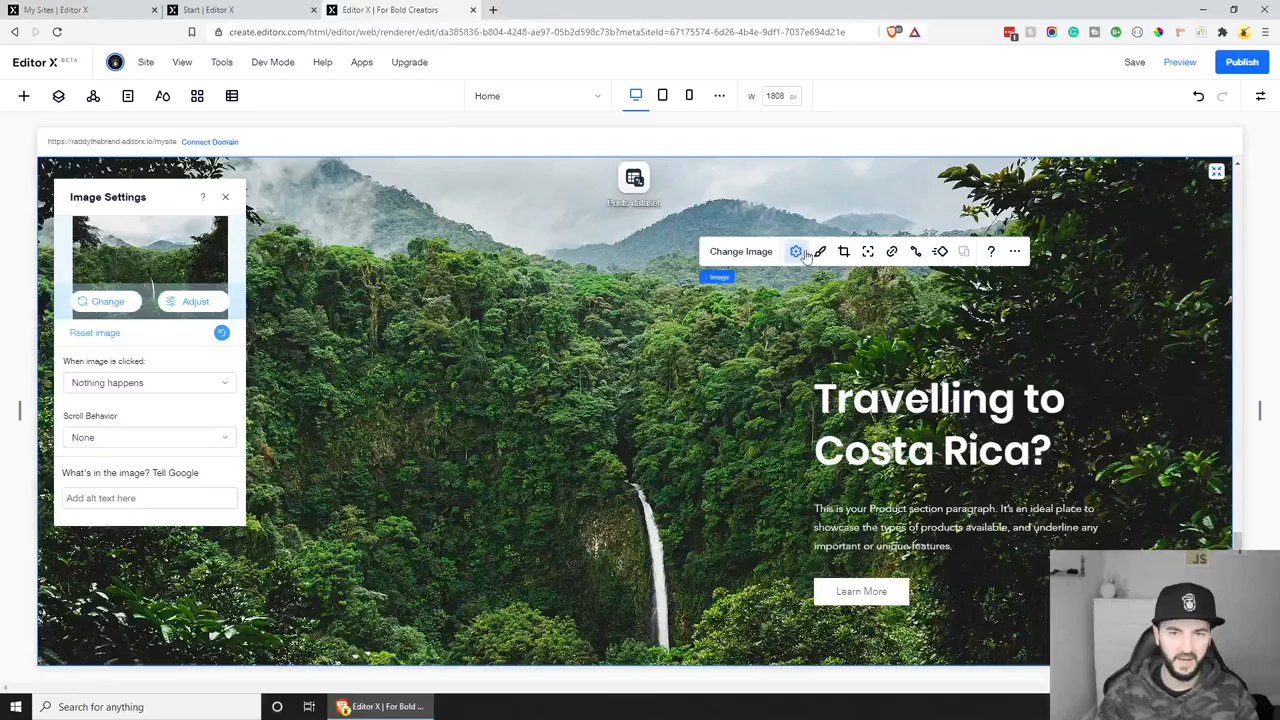 My Sites | Editor X
Start | Editor X
Editor X | For Bold Creators
create.editorx.com/html/editor/web/renderer/edit/da385836-b804-4248-ae97-5b2d598c73b?metaSiteId=67175574-6d26-4b4e-9df1-7037e694d21e
Editor X BETA
Site
View
Tools
Dev Mode
Help
Apps
Upgrade
Save
Preview
Publish
Home
W
1808 px
https://raddythebrand.editorx.io/mysite
Connect Domain
Posts dataset
Image Settings
?
Change
Adjust
Reset image
When image is clicked:
Nothing happens
Scroll Behavior
None
What's in the image? Tell Google
Add alt text here
Change Image
?
Image
Travelling to
Costa Rica?
This is your Product section paragraph. It's an ideal place to
showcase the types of products available, and underline any
important or unique features.
Learn More
JS
Search for anything
Editor X | For Bold ...